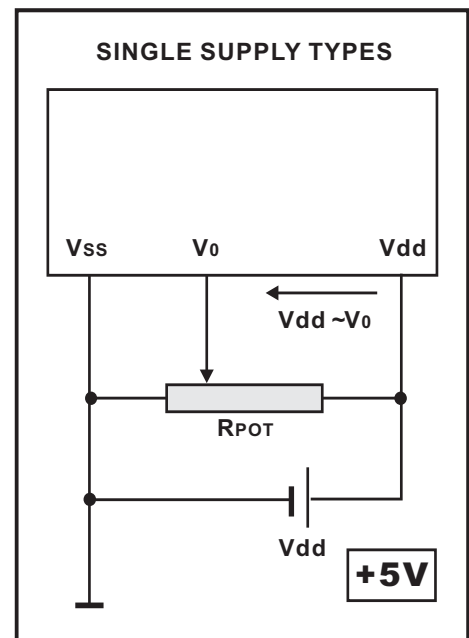 SINGLE SUPPLY TYPES
VSS V0 Vdd
Vdd ~V0
RPOT
Vdd
+5V